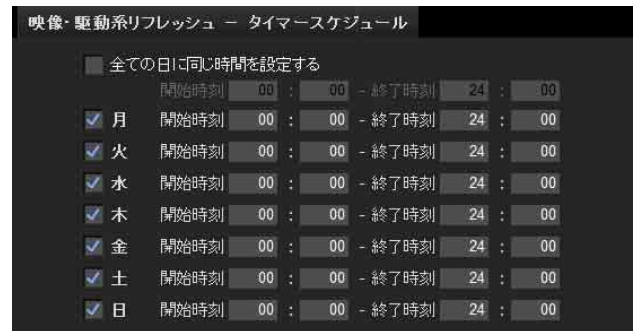 映像・駆動系リフレッシュ － タイマースケジュール
全ての日に同じ時間を設定する
開始時刻 00 : 00 - 終了時刻 24 : 00
月 開始時刻 00 : 00 - 終了時刻 24 : 00
火 開始時刻 00 : 00 - 終了時刻 24 : 00
水 開始時刻 00 : 00 - 終了時刻 24 : 00
木 開始時刻 00 : 00 - 終了時刻 24 : 00
金 開始時刻 00 : 00 - 終了時刻 24 : 00
土 開始時刻 00 : 00 - 終了時刻 24 : 00
日 開始時刻 00 : 00 - 終了時刻 24 : 00